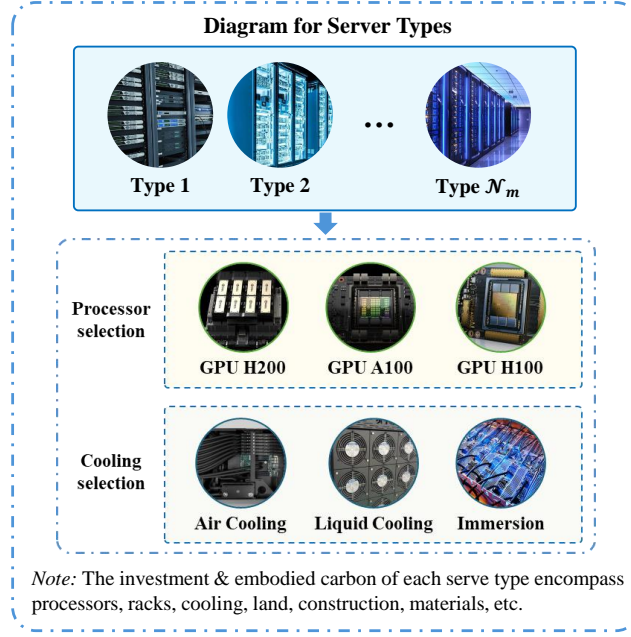 Diagram for Server Types
Type 1 Type 2 ... Type 𝒩ₘ
Processor
selection
GPU H200 GPU A100 GPU H100
Cooling
selection
Air Cooling Liquid Cooling Immersion
Note: The investment & embodied carbon of each serve type encompass
processors, racks, cooling, land, construction, materials, etc.